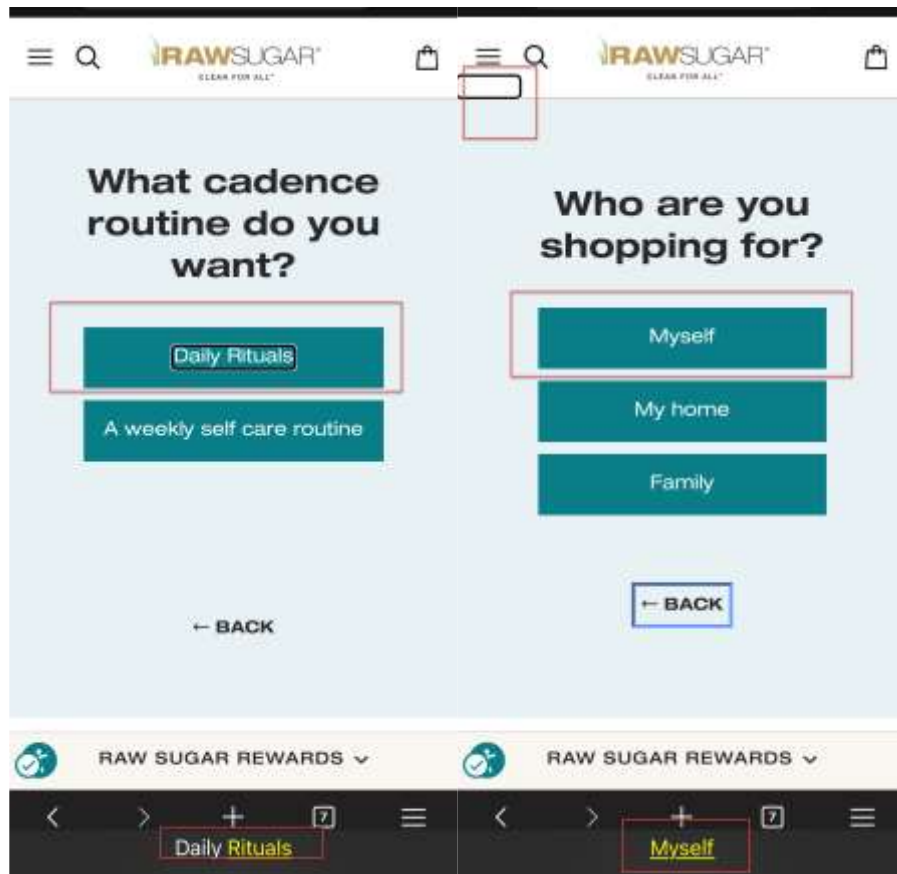 RAWSUGAR
CLEAN FOR ALL
What cadence
routine do you
want?
Daily Rituals
A weekly self care routine
← BACK
RAW SUGAR REWARDS
7
Daily Rituals
RAWSUGAR
CLEAN FOR ALL
Who are you
shopping for?
Myself
My home
Family
← BACK
RAW SUGAR REWARDS
7
Myself